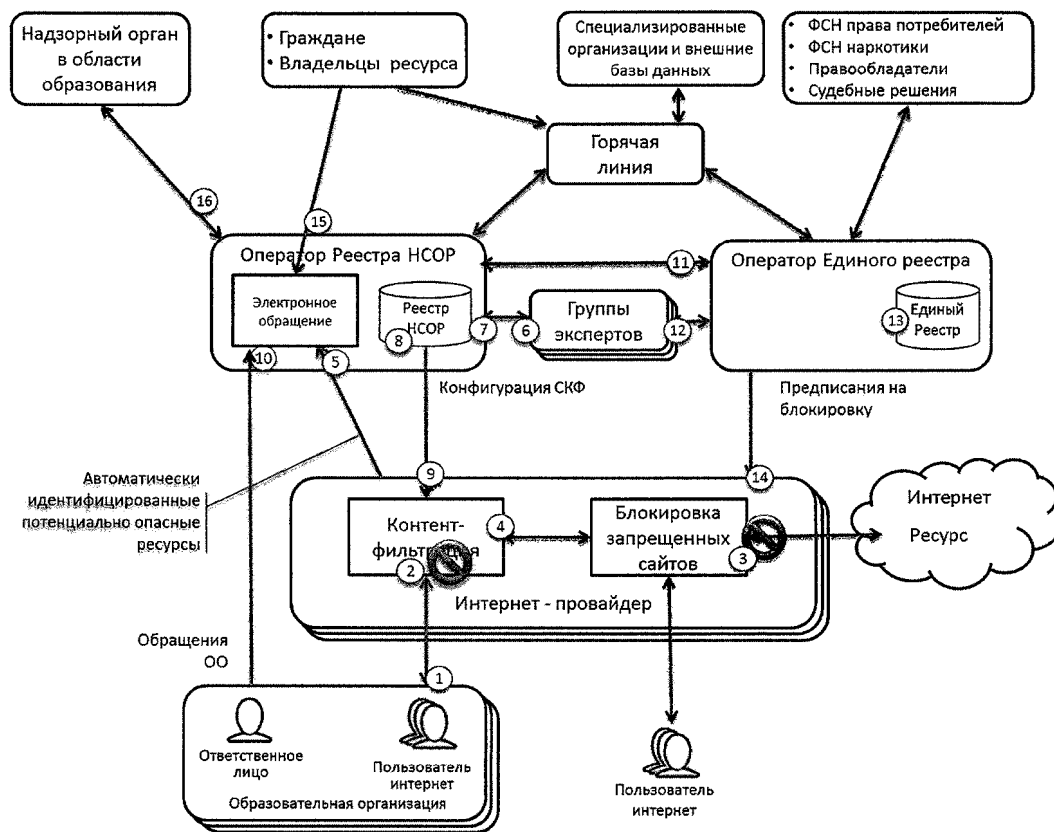 Надзорный орган
в области
образования
• Граждане
• Владельцы ресурса
Специализированные
организации и внешние
базы данных
• ФСН права потребителей
• ФСН наркотики
• Правообладатели
• Судебные решения
Горячая
линия
16
15
Оператор Реестра НСОР
11
Оператор Единого реестра
Электронное
обращение
Реестр
НСОР
8
7
6
Группы
экспертов
12
13
Единый
Реестр
10
5
Конфигурация СКФ
Предписания на
блокировку
Автоматически
идентифицированные
потенциально опасные
ресурсы
9
14
Контент-
фильтрация
2
4
Блокировка
запрещенных
сайтов
3
Интернет
Ресурс
Интернет - провайдер
Обращения
ОО
1
Ответственное
лицо
Пользователь
интернет
Образовательная организация
Пользователь
интернет